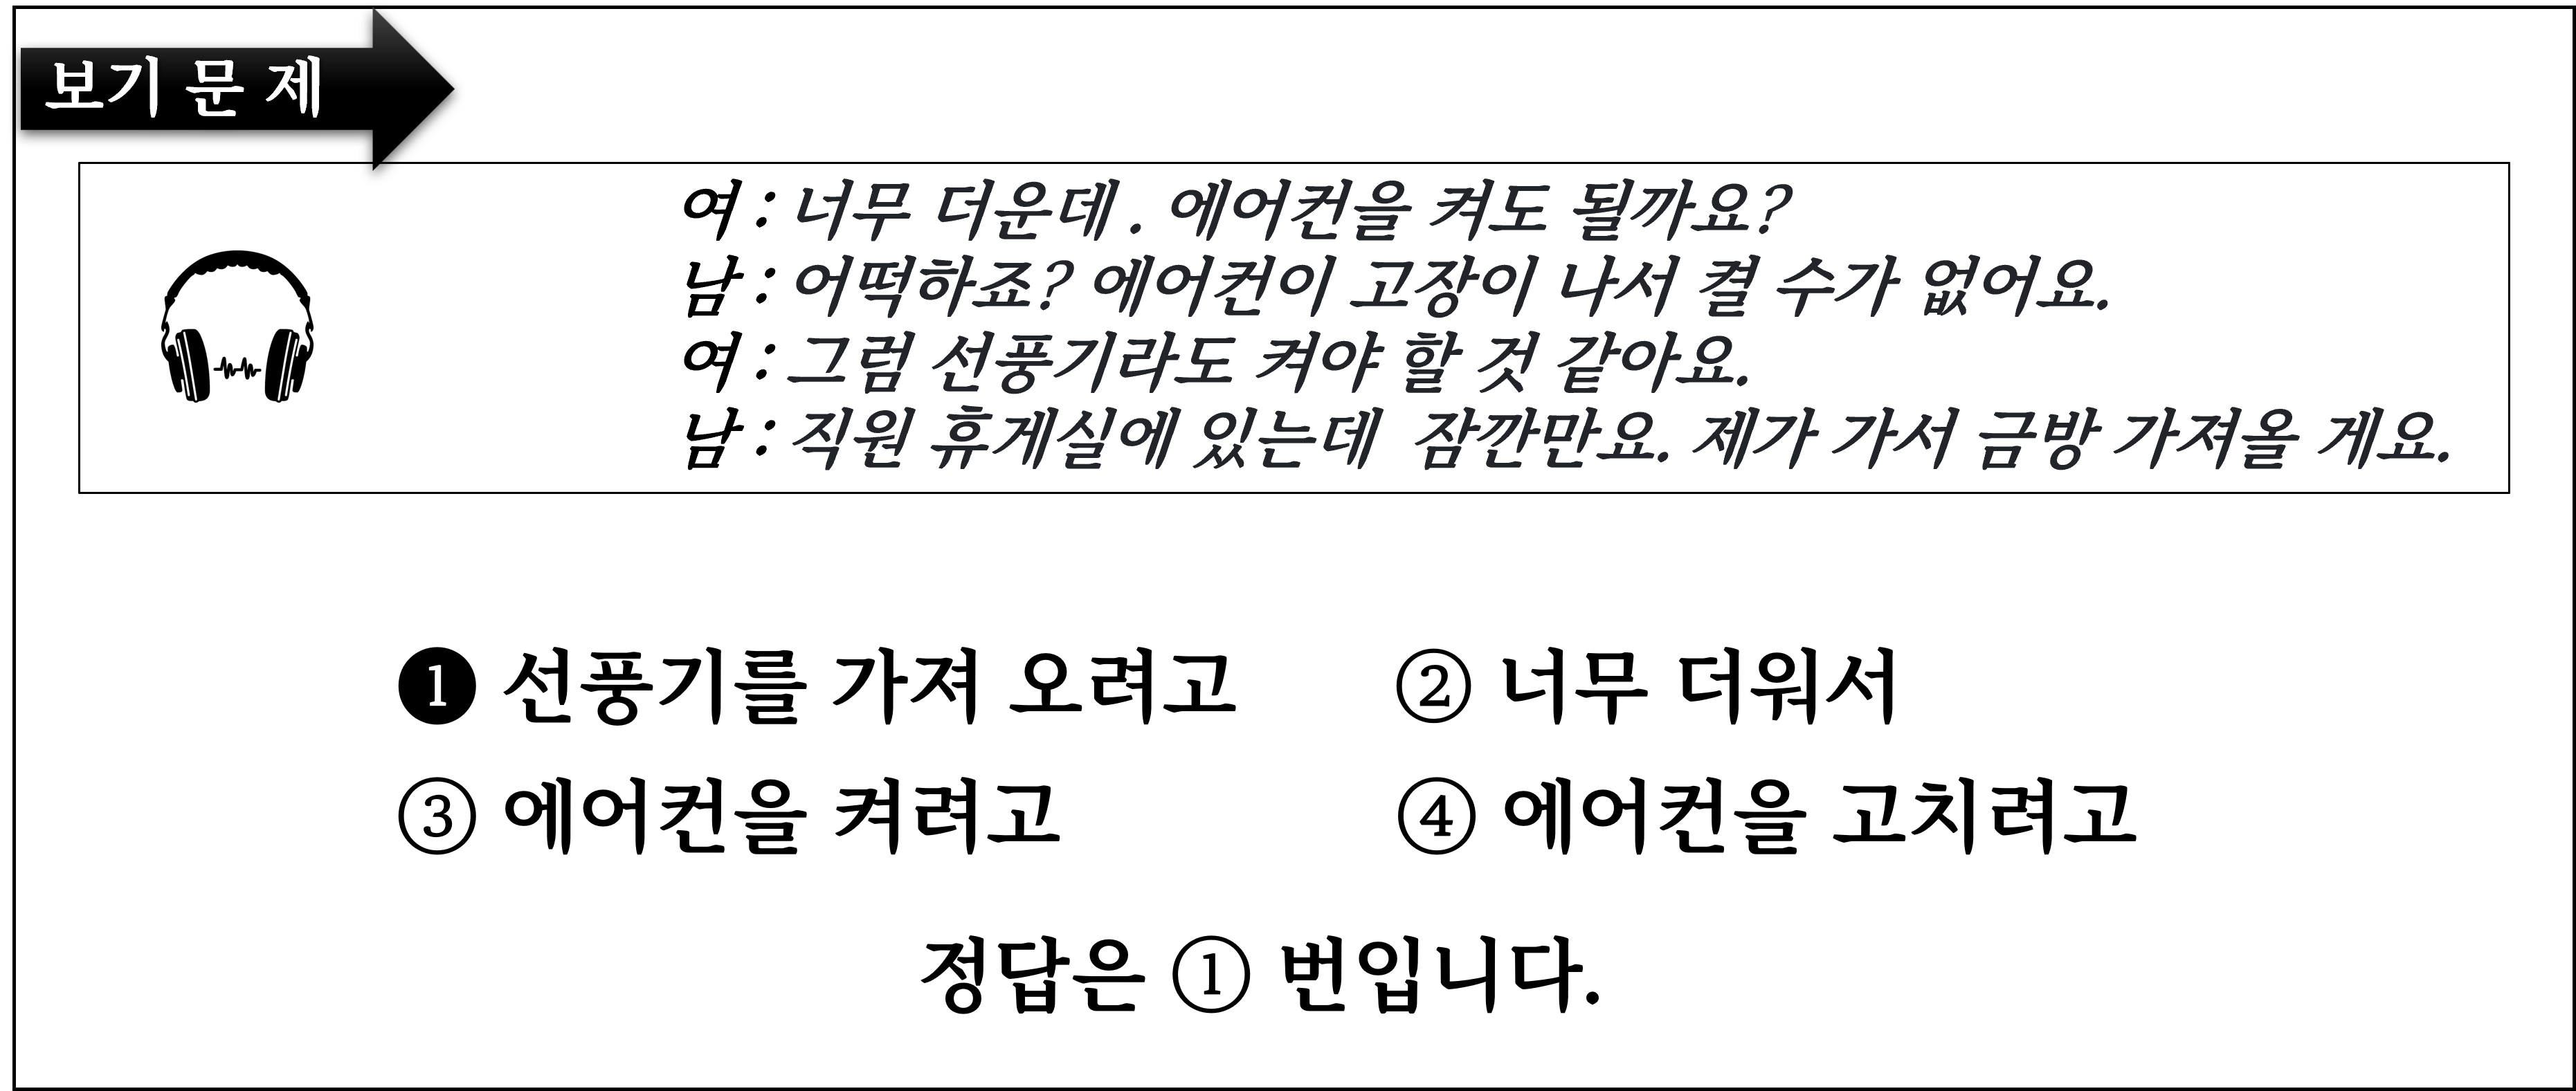 보기 문 제
여 : 너무 더운데 . 에어컨을 켜도 될까요?
남 : 어떡하죠? 에어컨이 고장이 나서 켤 수가 없어요.
여 : 그럼 선풍기라도 켜야 할 것 같아요.
남 : 직원 휴게실에 있는데 잠깐만요. 제가 가서 금방 가져올 게요.
❶ 선풍기를 가져 오려고 ② 너무 더워서
③ 에어컨을 켜려고 ④ 에어컨을 고치려고
정답은 ① 번입니다.